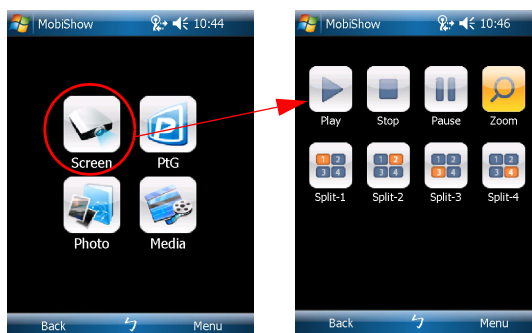 MobiShow 10:44
Screen PtG
Photo Media
Back ㄅ Menu
MobiShow 10:46
Play Stop Pause Zoom
1 2 1 2 1 2 1 2
3 4 3 4 3 4 3 4
Split-1 Split-2 Split-3 Split-4
Back ㄅ Menu